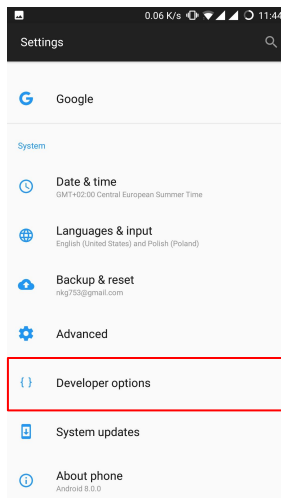 0.06 K/s 11:44
Settings
Google
System
Date & time
GMT+02:00 Central European Summer Time
Languages & input
English (United States) and Polish (Poland)
Backup & reset
nkg753@gmail.com
Advanced
{ } Developer options
System updates
About phone
Android 8.0.0